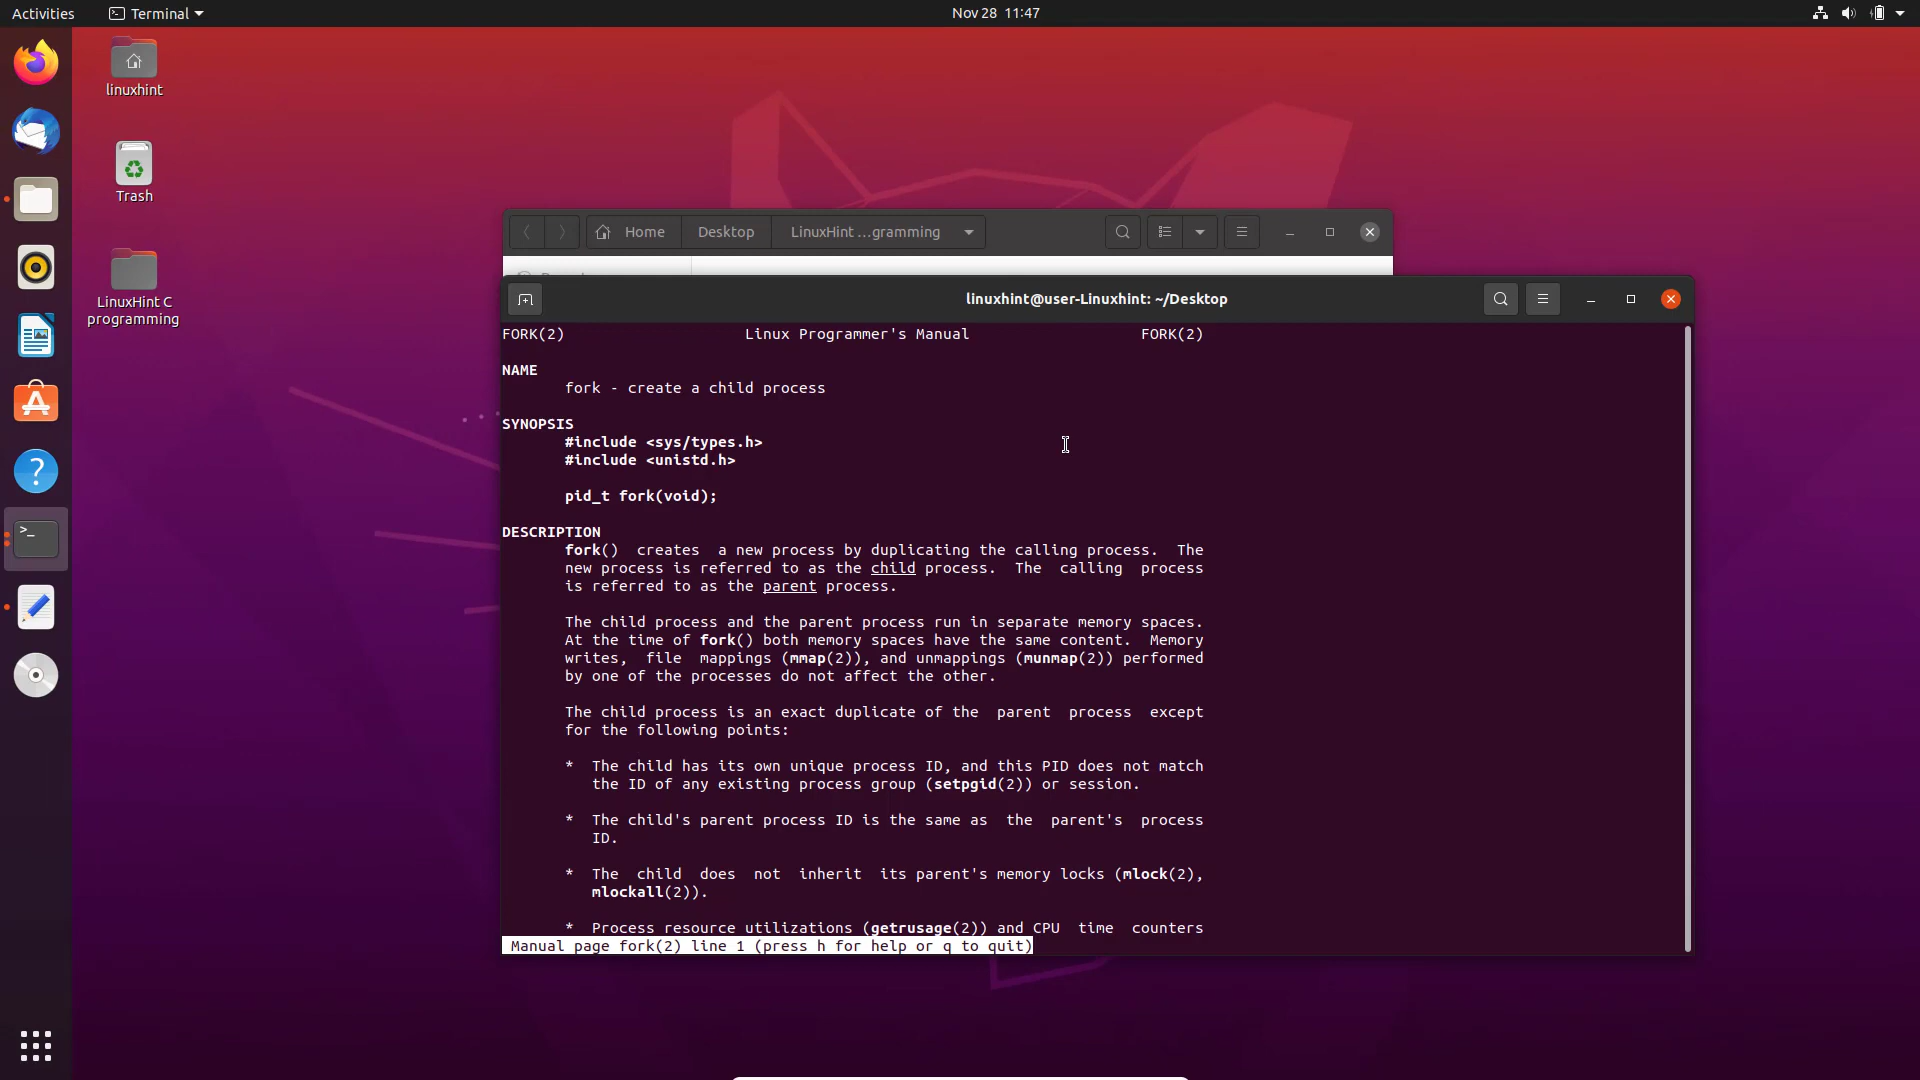 Activities
Terminal
Nov 28 11:47
linuxhint
Trash
LinuxHint C
programming
Home
Desktop
LinuxHint ...gramming
linuxhint@user-Linuxhint: ~/Desktop
FORK(2) Linux Programmer's Manual FORK(2)
NAME
fork - create a child process
SYNOPSIS
#include <sys/types.h>
#include <unistd.h>
pid_t fork(void);
DESCRIPTION
fork() creates a new process by duplicating the calling process. The
new process is referred to as the child process. The calling process
is referred to as the parent process.
The child process and the parent process run in separate memory spaces.
At the time of fork() both memory spaces have the same content. Memory
writes, file mappings (mmap(2)), and unmappings (munmap(2)) performed
by one of the processes do not affect the other.
The child process is an exact duplicate of the parent process except
for the following points:
* The child has its own unique process ID, and this PID does not match
the ID of any existing process group (setpgid(2)) or session.
* The child's parent process ID is the same as the parent's process
ID.
* The child does not inherit its parent's memory locks (mlock(2),
mlockall(2)).
* Process resource utilizations (getrusage(2)) and CPU time counters
Manual page fork(2) line 1 (press h for help or q to quit)